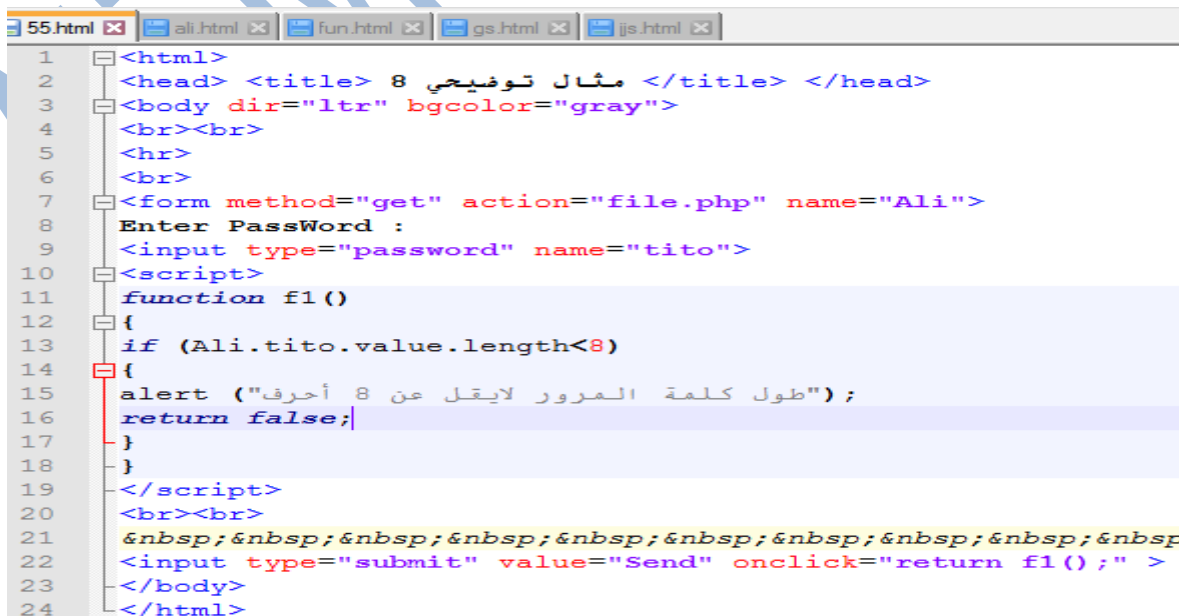 55.html ali.html fun.html gs.html jjs.html
1 <html>
2 <head> <title> مثال توضيحي 8 </title> </head>
3 <body dir="ltr" bgcolor="gray">
4 <br><br>
5 <hr>
6 <br>
7 <form method="get" action="file.php" name="Ali">
8 Enter PassWord :
9 <input type="password" name="tito">
10 <script>
11 function f1()
12 {
13 if (Ali.tito.value.length<8)
14 {
15 alert ("طول كلمة المرور لايقل عن 8 أحرف");
16 return false;
17 }
18 }
19 </script>
20 <br><br>
21 &nbsp;&nbsp;&nbsp;&nbsp;&nbsp;&nbsp;&nbsp;&nbsp;&nbsp;&nbsp
22 <input type="submit" value="Send" onclick="return f1();" >
23 </body>
24 </html>